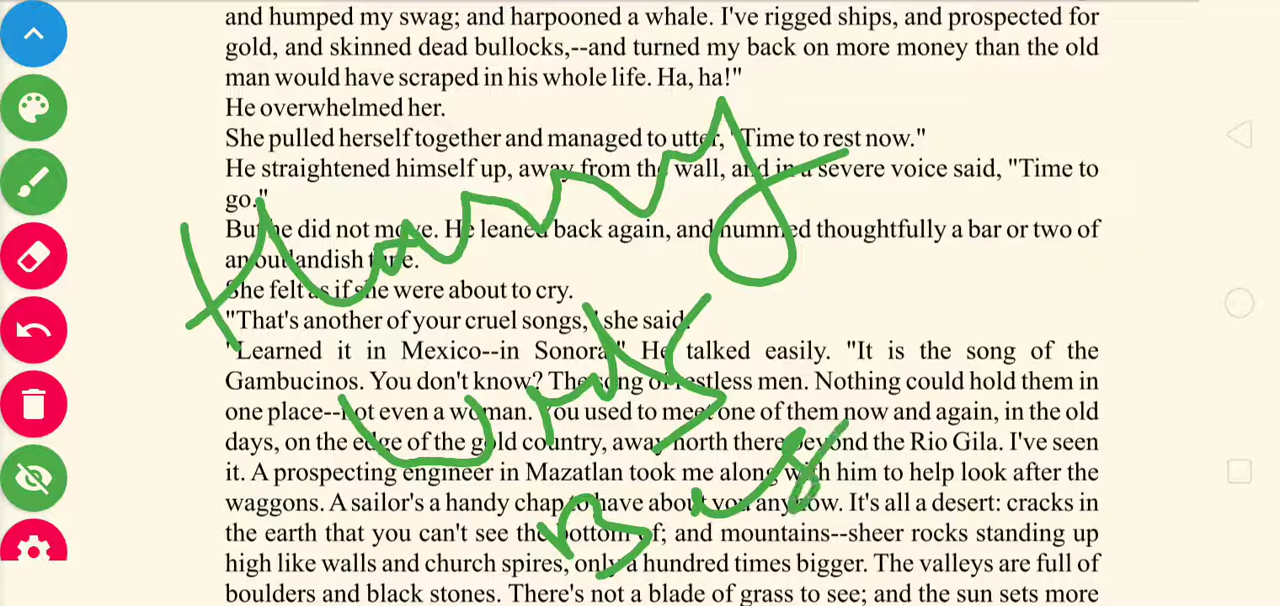 and humped my swag; and harpooned a whale. I've rigged ships, and prospected for
gold, and skinned dead bullocks,--and turned my back on more money than the old
man would have scraped in his whole life. Ha, ha!"
He overwhelmed her.
She pulled herself together and managed to utter, "Time to rest now."
He straightened himself up, away from the wall, and in a severe voice said, "Time to
go."
But he did not move. He leaned back again, and hummed thoughtfully a bar or two of
an outlandish tune.
She felt as if she were about to cry.
"That's another of your cruel songs," she said.
"Learned it in Mexico--in Sonora." He talked easily. "It is the song of the
Gambucinos. You don't know? The song of restless men. Nothing could hold them in
one place--not even a woman. You used to meet one of them now and again, in the old
days, on the edge of the gold country, away north there beyond the Rio Gila. I've seen
it. A prospecting engineer in Mazatlan took me along with him to help look after the
waggons. A sailor's a handy chap to have about you anyhow. It's all a desert: cracks in
the earth that you can't see the bottom of; and mountains--sheer rocks standing up
high like walls and church spires, only a hundred times bigger. The valleys are full of
boulders and black stones. There's not a blade of grass to see; and the sun sets more
Harry